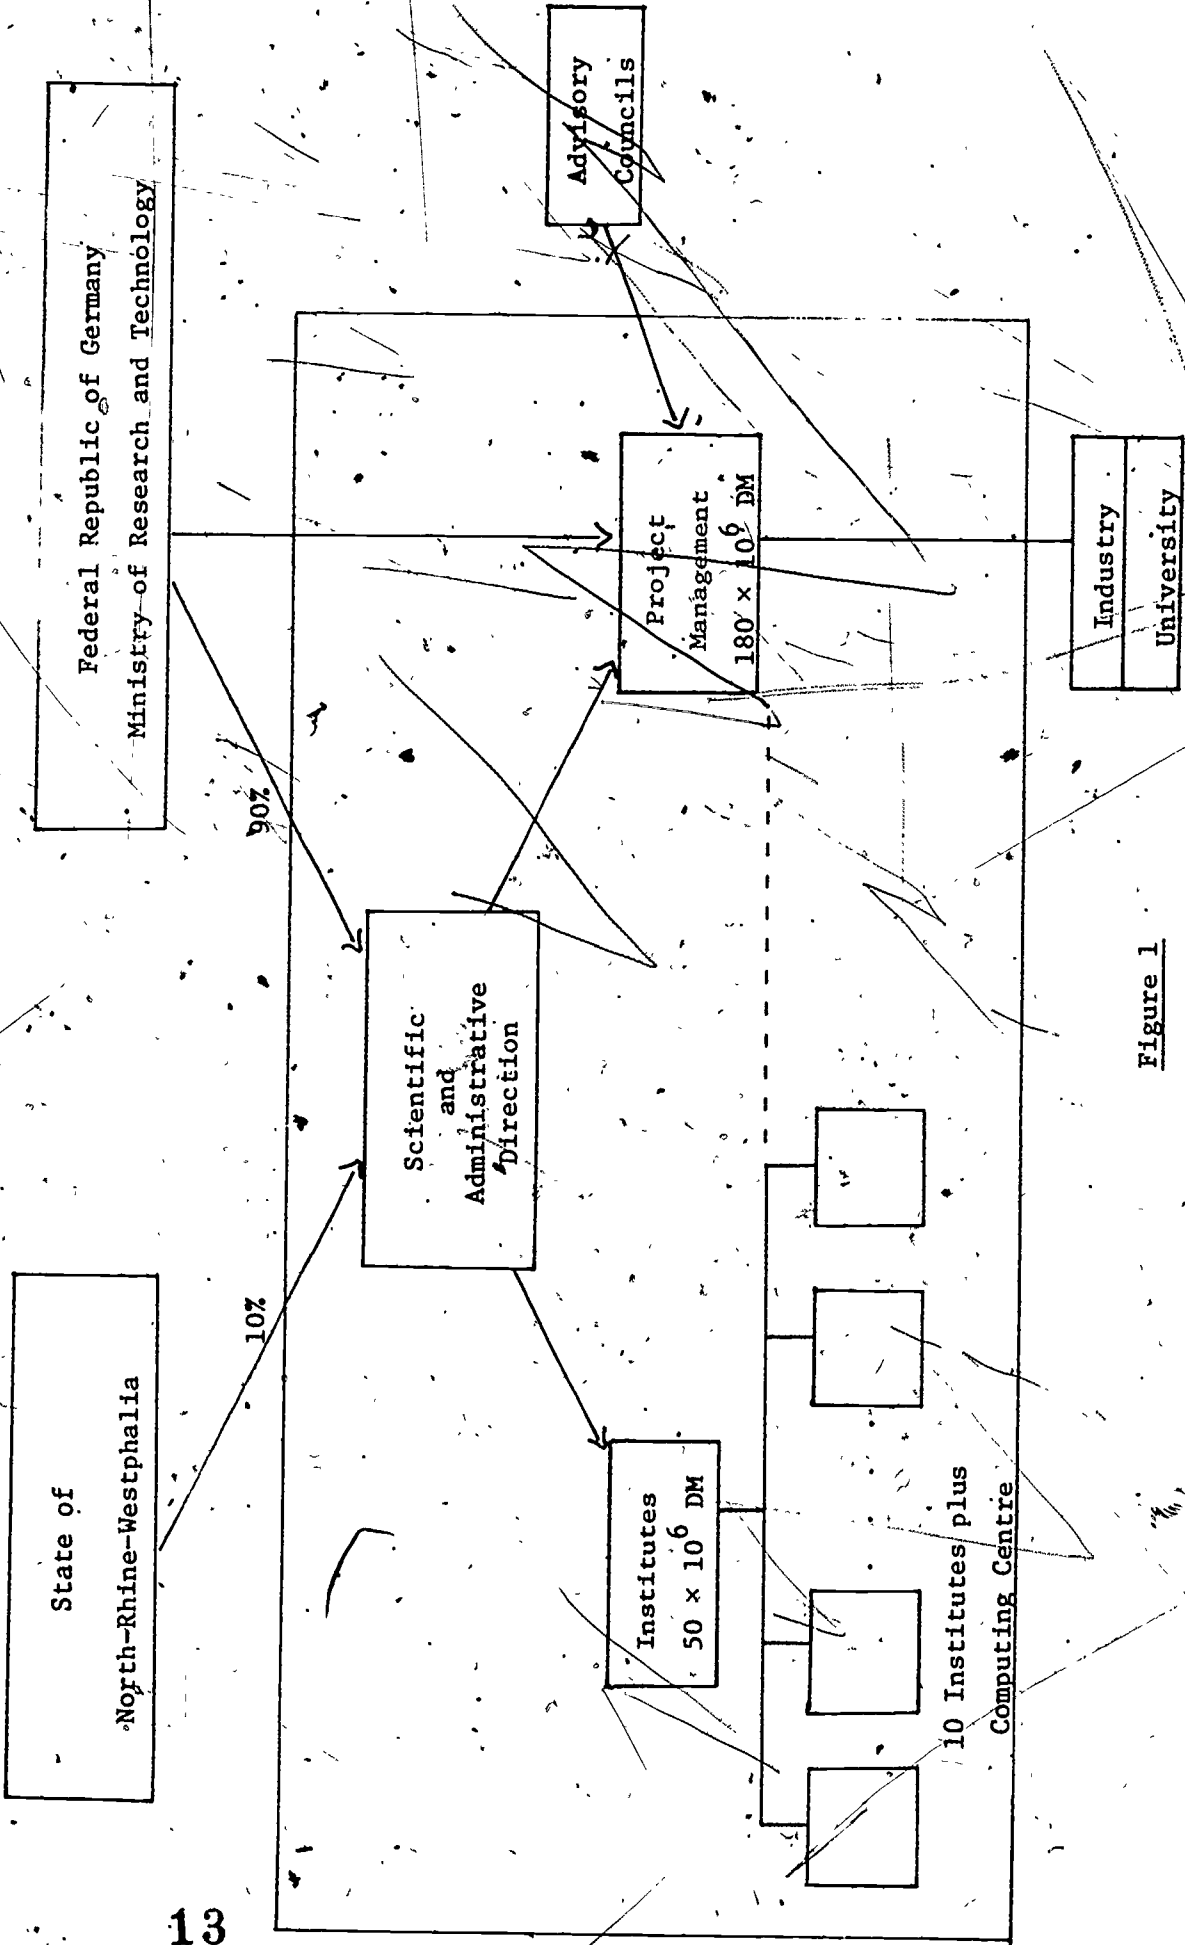 State of
North-Rhine-Westphalia
Federal Republic of Germany
Ministry of Research and Technology
10%
90%
Scientific
and
Administrative
Direction
Advisory
Councils
Institutes
50 × 10⁶ DM
Project
Management
180 × 10⁶ DM
10 Institutes plus
Computing Centre
Industry
University
Figure 1
13